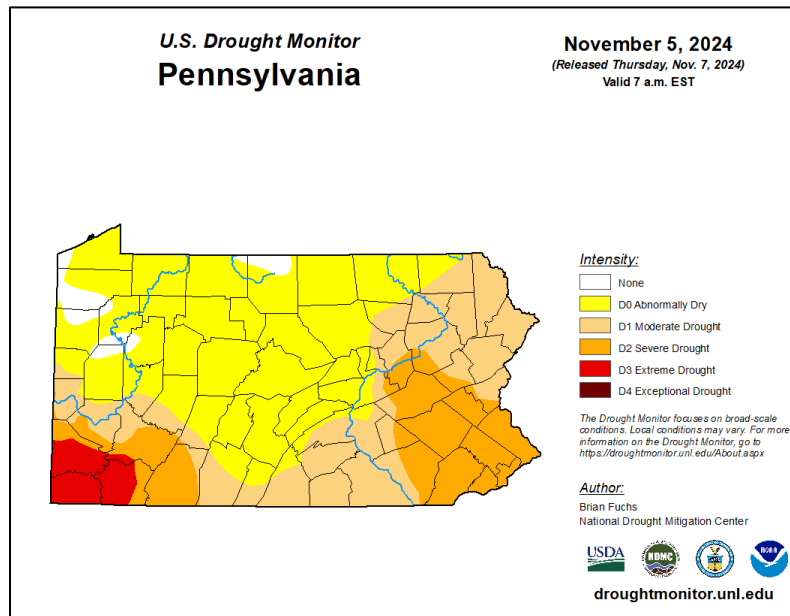 U.S. Drought Monitor
Pennsylvania
November 5, 2024
(Released Thursday, Nov. 7, 2024)
Valid 7 a.m. EST
Intensity:
None
D0 Abnormally Dry
D1 Moderate Drought
D2 Severe Drought
D3 Extreme Drought
D4 Exceptional Drought
The Drought Monitor focuses on broad-scale
conditions. Local conditions may vary. For more
information on the Drought Monitor, go to
https://droughtmonitor.unl.edu/About.aspx
Author:
Brian Fuchs
National Drought Mitigation Center
USDA
NDMC
NOAA
droughtmonitor.unl.edu